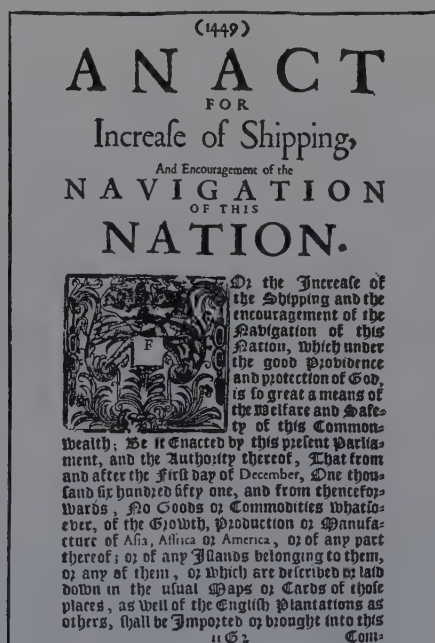 (1449)
AN ACT
FOR
Increaſe of Shipping,
And Encouragement of the
NAVIGATION
OF THIS
NATION.
FOr the Increaſe of
the Shipping and the
encouragement of the
Navigation of this
Nation, which under
the good Providence
and protection of God,
is ſo great a means of
the Welfare and Safe-
ty of this Common-
wealth; Be it Enacted by this preſent Parlia-
ment, and the Authority thereof, That from
and after the Firſt day of December, One thou-
ſand ſix hundred fifty one, and from thencefor-
wards, No Goods or Commodities whatſo-
ever, of the Growth, Production or Manufa-
cture of Aſia, Affrica or America, or of any part
thereof; or of any Iſlands belonging to them,
or any of them, or which are deſcribed or laid
down in the uſual Maps or Cards of thoſe
places, as well of the Engliſh Plantations as
others, ſhall be Imported or brought into this
11 G 2 Com-